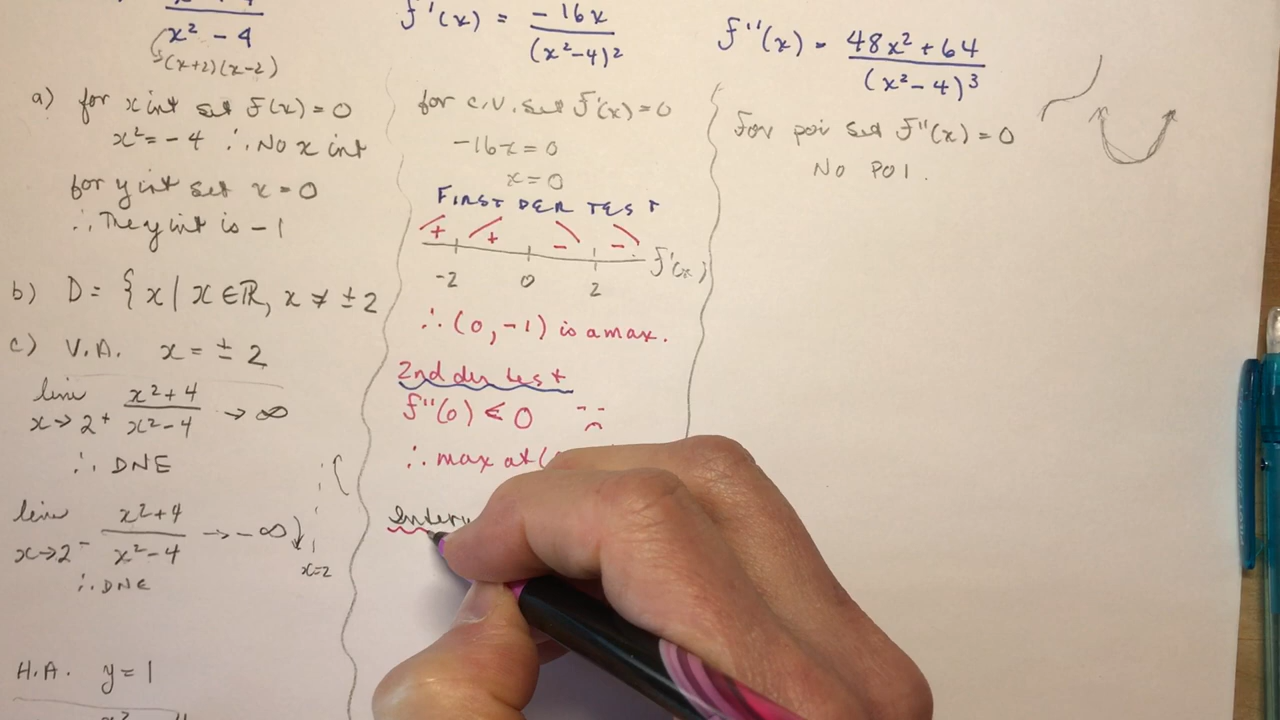 x² - 4
(x+2)(x-2)
a) for x int set f(x) = 0
x² = -4 ∴ No x int
for y int set x = 0
∴ The y int is -1
b) D = { x | x ∈ ℝ, x ≠ ± 2
c) V.A. x = ± 2
lim x→2⁺ (x²+4)/(x²-4) → ∞
∴ DNE
lim x→2⁻ (x²+4)/(x²-4) → -∞
x=2
∴ DNE
H.A. y = 1
f'(x) = -16x/(x²-4)²
for c.v. set f'(x) = 0
-16x = 0
x = 0
FIRST DER TEST
+ + - -
-2 0 2 f'(x)
∴ (0, -1) is a max.
2nd der test
f''(0) < 0
∴ max at (
f''(x) = (48x² + 64)/(x²-4)³
For poi set f''(x) = 0
NO POI.